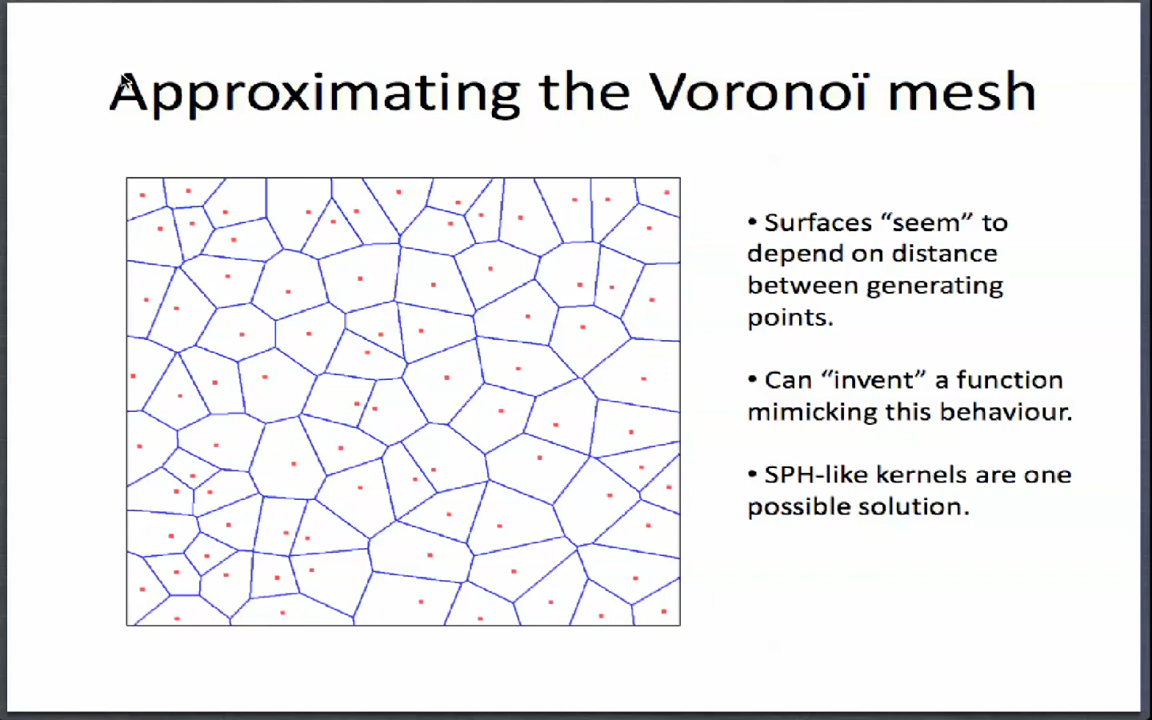 Approximating the Voronoï mesh
• Surfaces “seem” to
depend on distance
between generating
points.
• Can “invent” a function
mimicking this behaviour.
• SPH-like kernels are one
possible solution.